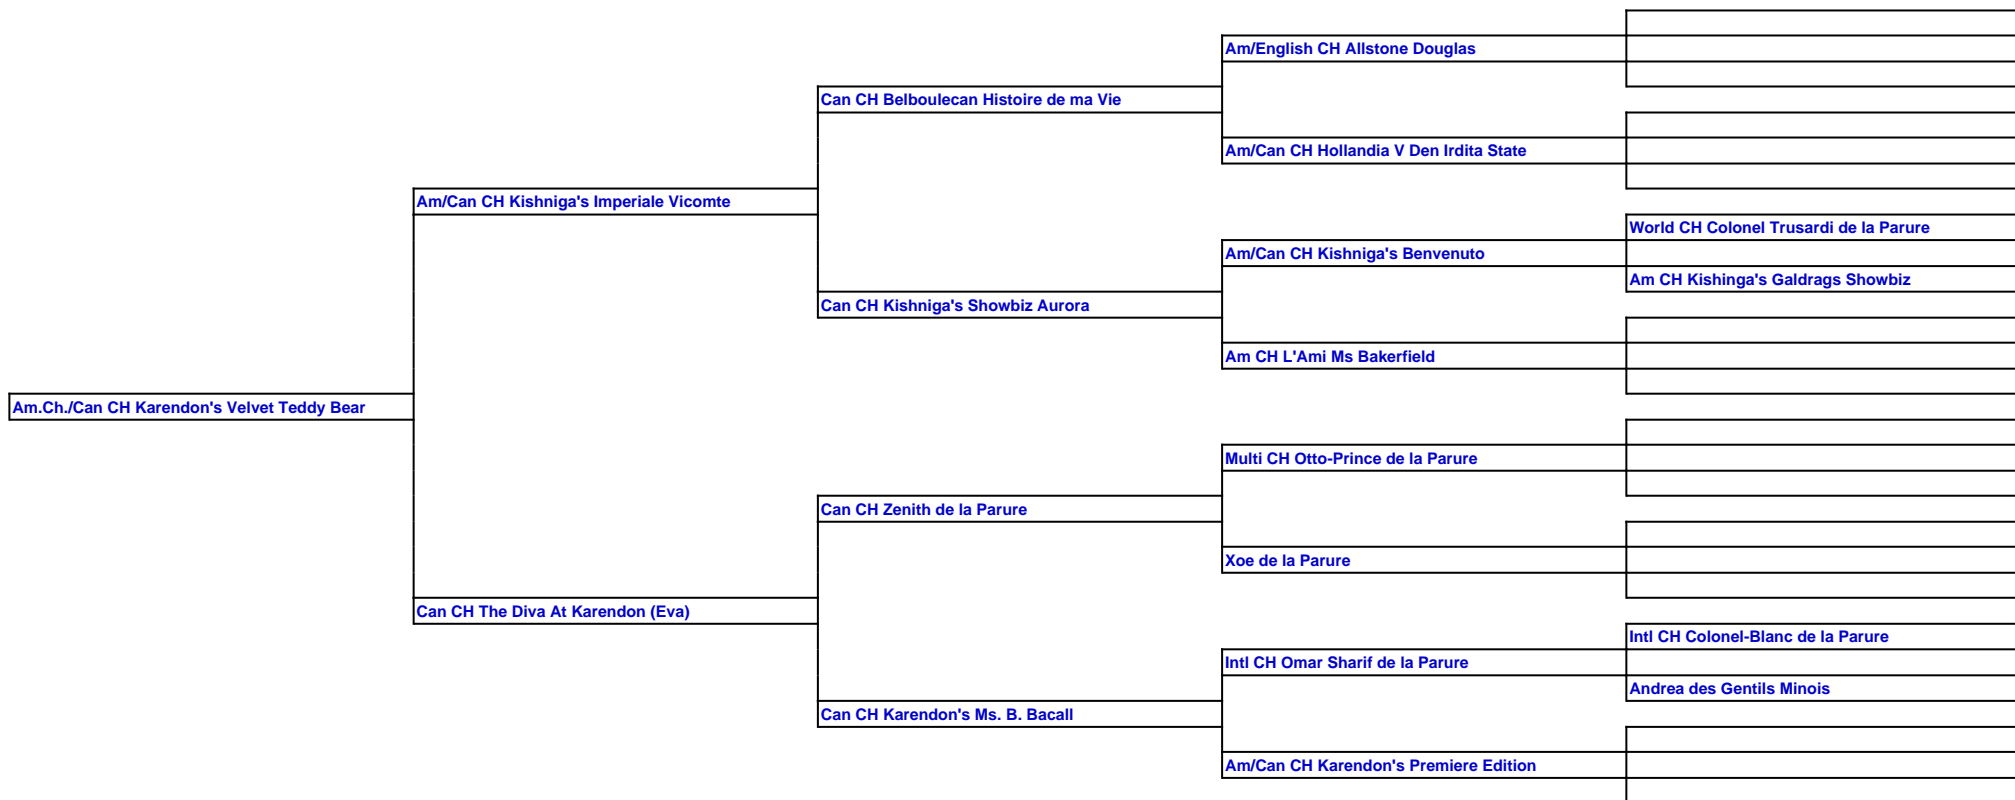 Am/English CH Allstone Douglas
Can CH Belboulecan Histoire de ma Vie
Am/Can CH Hollandia V Den Irdita State
Am/Can CH Kishniga's Imperiale Vicomte
World CH Colonel Trusardi de la Parure
Am/Can CH Kishniga's Benvenuto
Am CH Kishinga's Galdrags Showbiz
Can CH Kishniga's Showbiz Aurora
Am CH L'Ami Ms Bakerfield
Am.Ch./Can CH Karendon's Velvet Teddy Bear
Multi CH Otto-Prince de la Parure
Can CH Zenith de la Parure
Xoe de la Parure
Can CH The Diva At Karendon (Eva)
Intl CH Colonel-Blanc de la Parure
Intl CH Omar Sharif de la Parure
Andrea des Gentils Minois
Can CH Karendon's Ms. B. Bacall
Am/Can CH Karendon's Premiere Edition